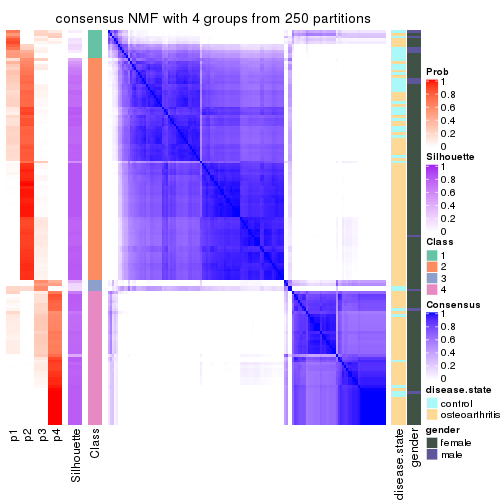 consensus NMF with 4 groups from 250 partitions
Prob
1
0.8
0.6
0.4
0.2
0
Silhouette
1
0.8
0.6
0.4
0.2
0
Class
1
2
3
4
Consensus
1
0.8
0.6
0.4
0.2
0
disease.state
control
osteoarthritis
gender
female
male
p1
p2
p3
p4
Silhouette
Class
disease.state
gender